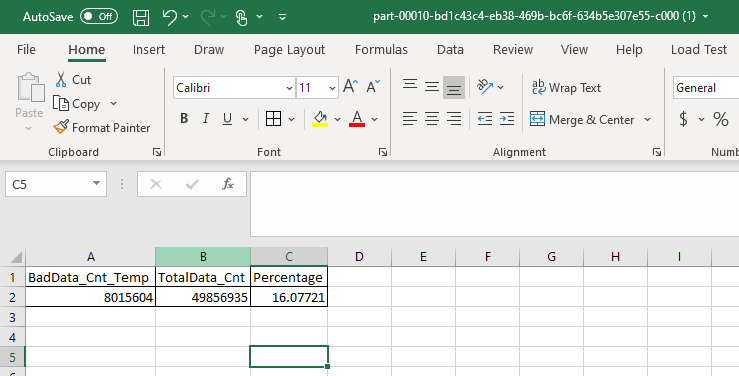 AutoSave Off part-00010-bd1c43c4-eb38-469b-bc6f-634b5e307e55-c000 (1)
File Home Insert Draw Page Layout Formulas Data Review View Help Load Test
Cut
Calibri 11 A^ Aˇ ab Wrap Text General
Paste Copy
Format Painter B I U A Merge & Center $ %
Clipboard Font Alignment Numb
C5 fx
A B C D E F G H I
1 BadData_Cnt_Temp TotalData_Cnt Percentage
2 8015604 49856935 16.07721
3
4
5